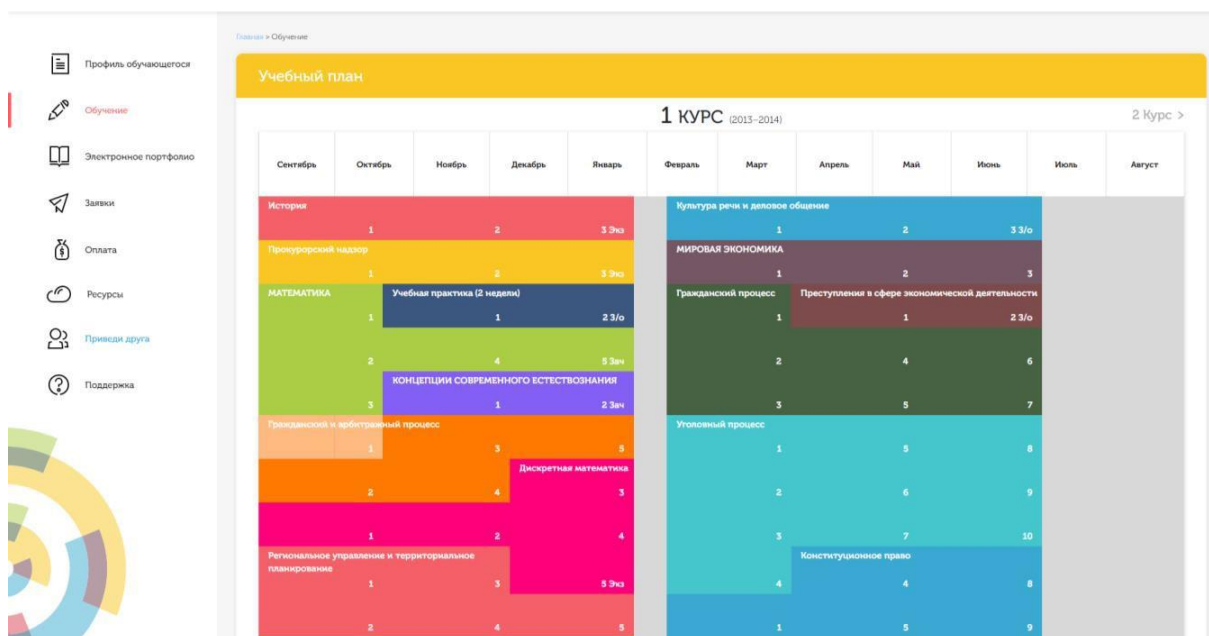 Главная > Обучение
Профиль обучающегося
Обучение
Электронное портфолио
Заявки
Оплата
Ресурсы
Приведи друга
Поддержка
Учебный план
1 КУРС (2013–2014)
2 Курс >
Сентябрь Октябрь Ноябрь Декабрь Январь Февраль Март Апрель Май Июнь Июль Август
История
1 2 3 Экз
Прокурорский надзор
1 2 3 Экз
МАТЕМАТИКА
Учебная практика (2 недели)
1 1 2 З/о
2 4 5 Зач
КОНЦЕПЦИИ СОВРЕМЕННОГО ЕСТЕСТВОЗНАНИЯ
3 1 2 Зач
Гражданский и арбитражный процесс
1 3 5
Дискретная математика
2 4 3
1 2 4
Региональное управление и территориальное
планирование
1 3 5 Экз
2 4 5
Культура речи и деловое общение
1 2 3 З/о
МИРОВАЯ ЭКОНОМИКА
1 2 3
Гражданский процесс
Преступления в сфере экономической деятельности
1 1 2 З/о
2 4 6
3 5 7
Уголовный процесс
1 5 8
2 6 9
3 7 10
Конституционное право
4 4 8
1 5 9